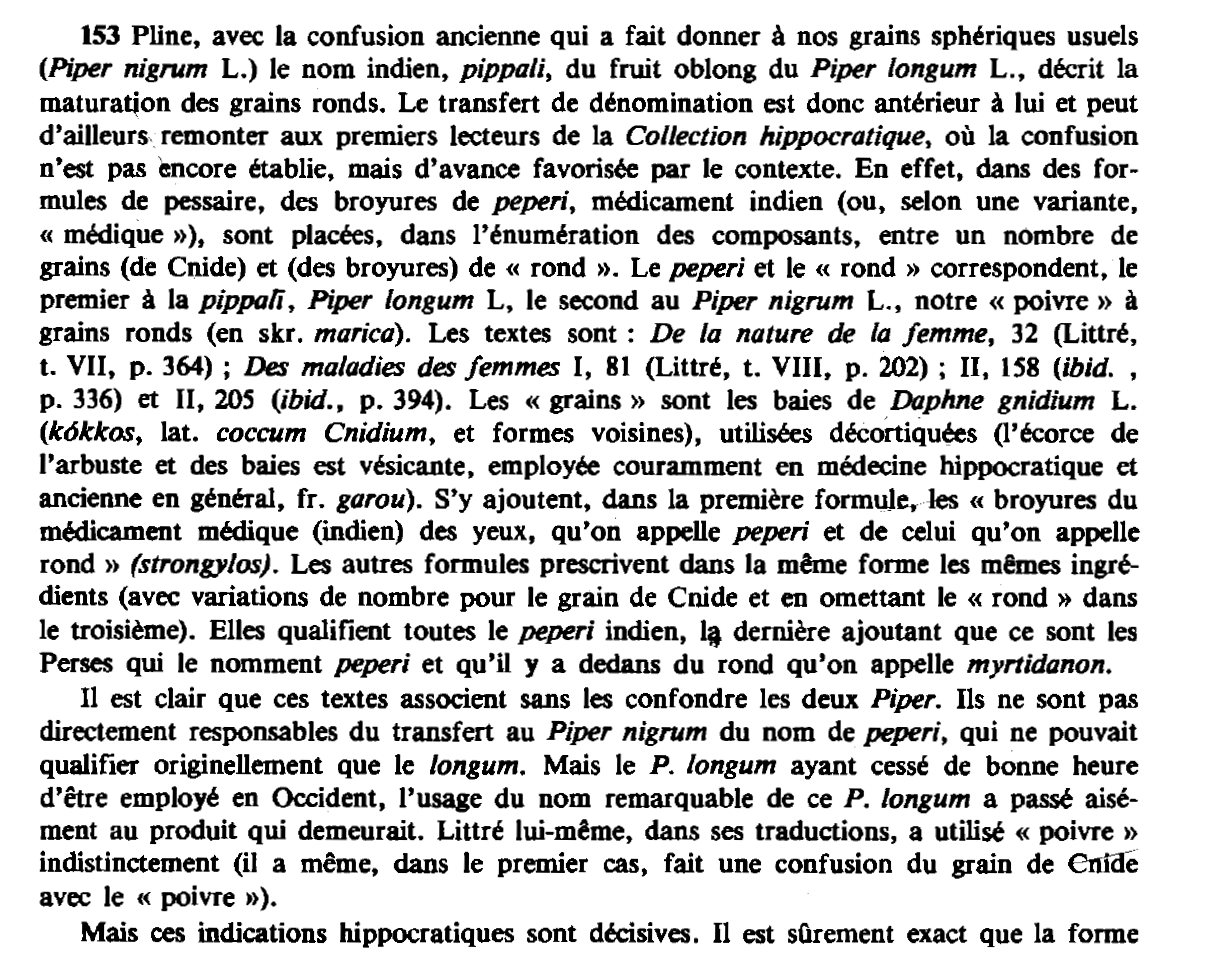 153 Pline, avec la confusion ancienne qui a fait donner à nos grains sphériques usuels
(Piper nigrum L.) le nom indien, pippali, du fruit oblong du Piper longum L., décrit la
maturation des grains ronds. Le transfert de dénomination est donc antérieur à lui et peut
d'ailleurs remonter aux premiers lecteurs de la Collection hippocratique, où la confusion
n'est pas encore établie, mais d'avance favorisée par le contexte. En effet, dans des for-
mules de pessaire, des broyures de peperi, médicament indien (ou, selon une variante,
« médique »), sont placées, dans l'énumération des composants, entre un nombre de
grains (de Cnide) et (des broyures) de « rond ». Le peperi et le « rond » correspondent, le
premier à la pippalī, Piper longum L, le second au Piper nigrum L., notre « poivre » à
grains ronds (en skr. marica). Les textes sont : De la nature de la femme, 32 (Littré,
t. VII, p. 364) ; Des maladies des femmes I, 81 (Littré, t. VIII, p. 202) ; II, 158 (ibid. ,
p. 336) et II, 205 (ibid., p. 394). Les « grains » sont les baies de Daphne gnidium L.
(kókkos, lat. coccum Cnidium, et formes voisines), utilisées décortiquées (l'écorce de
l'arbuste et des baies est vésicante, employée couramment en médecine hippocratique et
ancienne en général, fr. garou). S'y ajoutent, dans la première formule, les « broyures du
médicament médique (indien) des yeux, qu'on appelle peperi et de celui qu'on appelle
rond » (strongylos). Les autres formules prescrivent dans la même forme les mêmes ingré-
dients (avec variations de nombre pour le grain de Cnide et en omettant le « rond » dans
le troisième). Elles qualifient toutes le peperi indien, la dernière ajoutant que ce sont les
Perses qui le nomment peperi et qu'il y a dedans du rond qu'on appelle myrtidanon.
Il est clair que ces textes associent sans les confondre les deux Piper. Ils ne sont pas
directement responsables du transfert au Piper nigrum du nom de peperi, qui ne pouvait
qualifier originellement que le longum. Mais le P. longum ayant cessé de bonne heure
d'être employé en Occident, l'usage du nom remarquable de ce P. longum a passé aisé-
ment au produit qui demeurait. Littré lui-même, dans ses traductions, a utilisé « poivre »
indistinctement (il a même, dans le premier cas, fait une confusion du grain de Cnide
avec le « poivre »).
Mais ces indications hippocratiques sont décisives. Il est sûrement exact que la forme